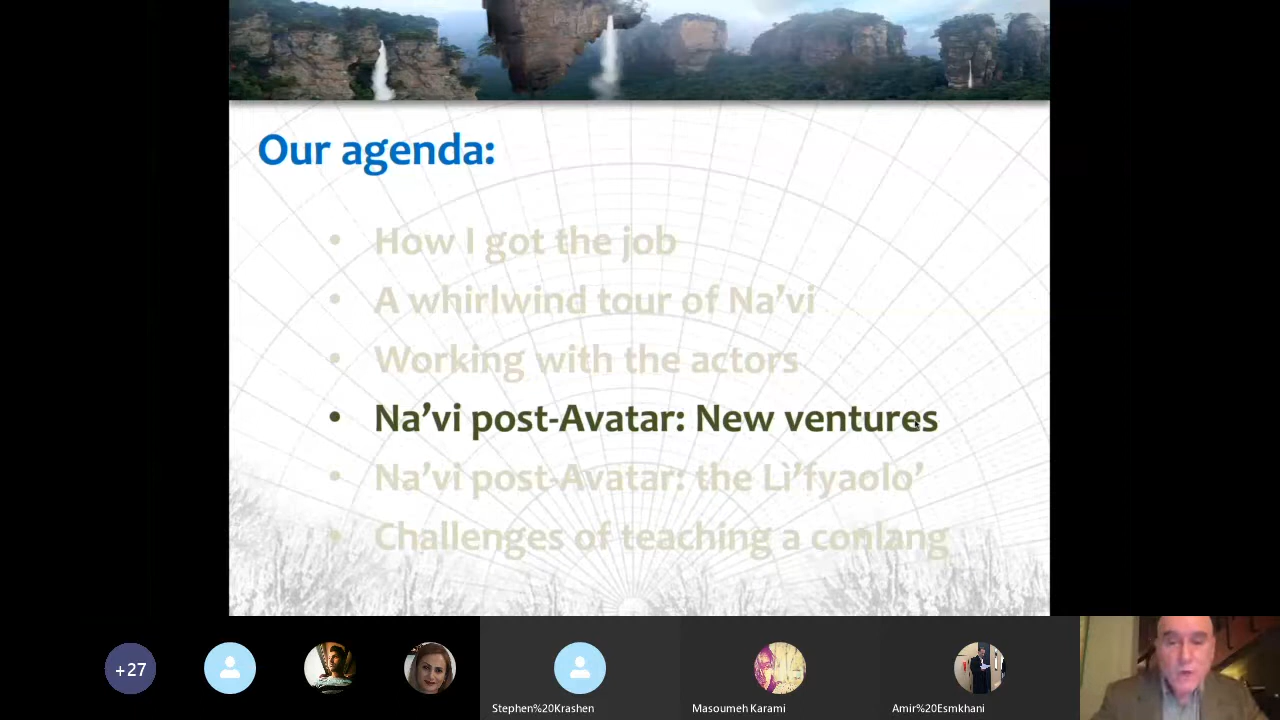 Our agenda:
• How I got the job
• A whirlwind tour of Na’vi
• Working with the actors
• Na’vi post-Avatar: New ventures
• Na’vi post-Avatar: the Lì’fyaolo’
• Challenges of teaching a conlang
+27
Stephen%20Krashen
Masoumeh Karami
Amir%20Esmkhani